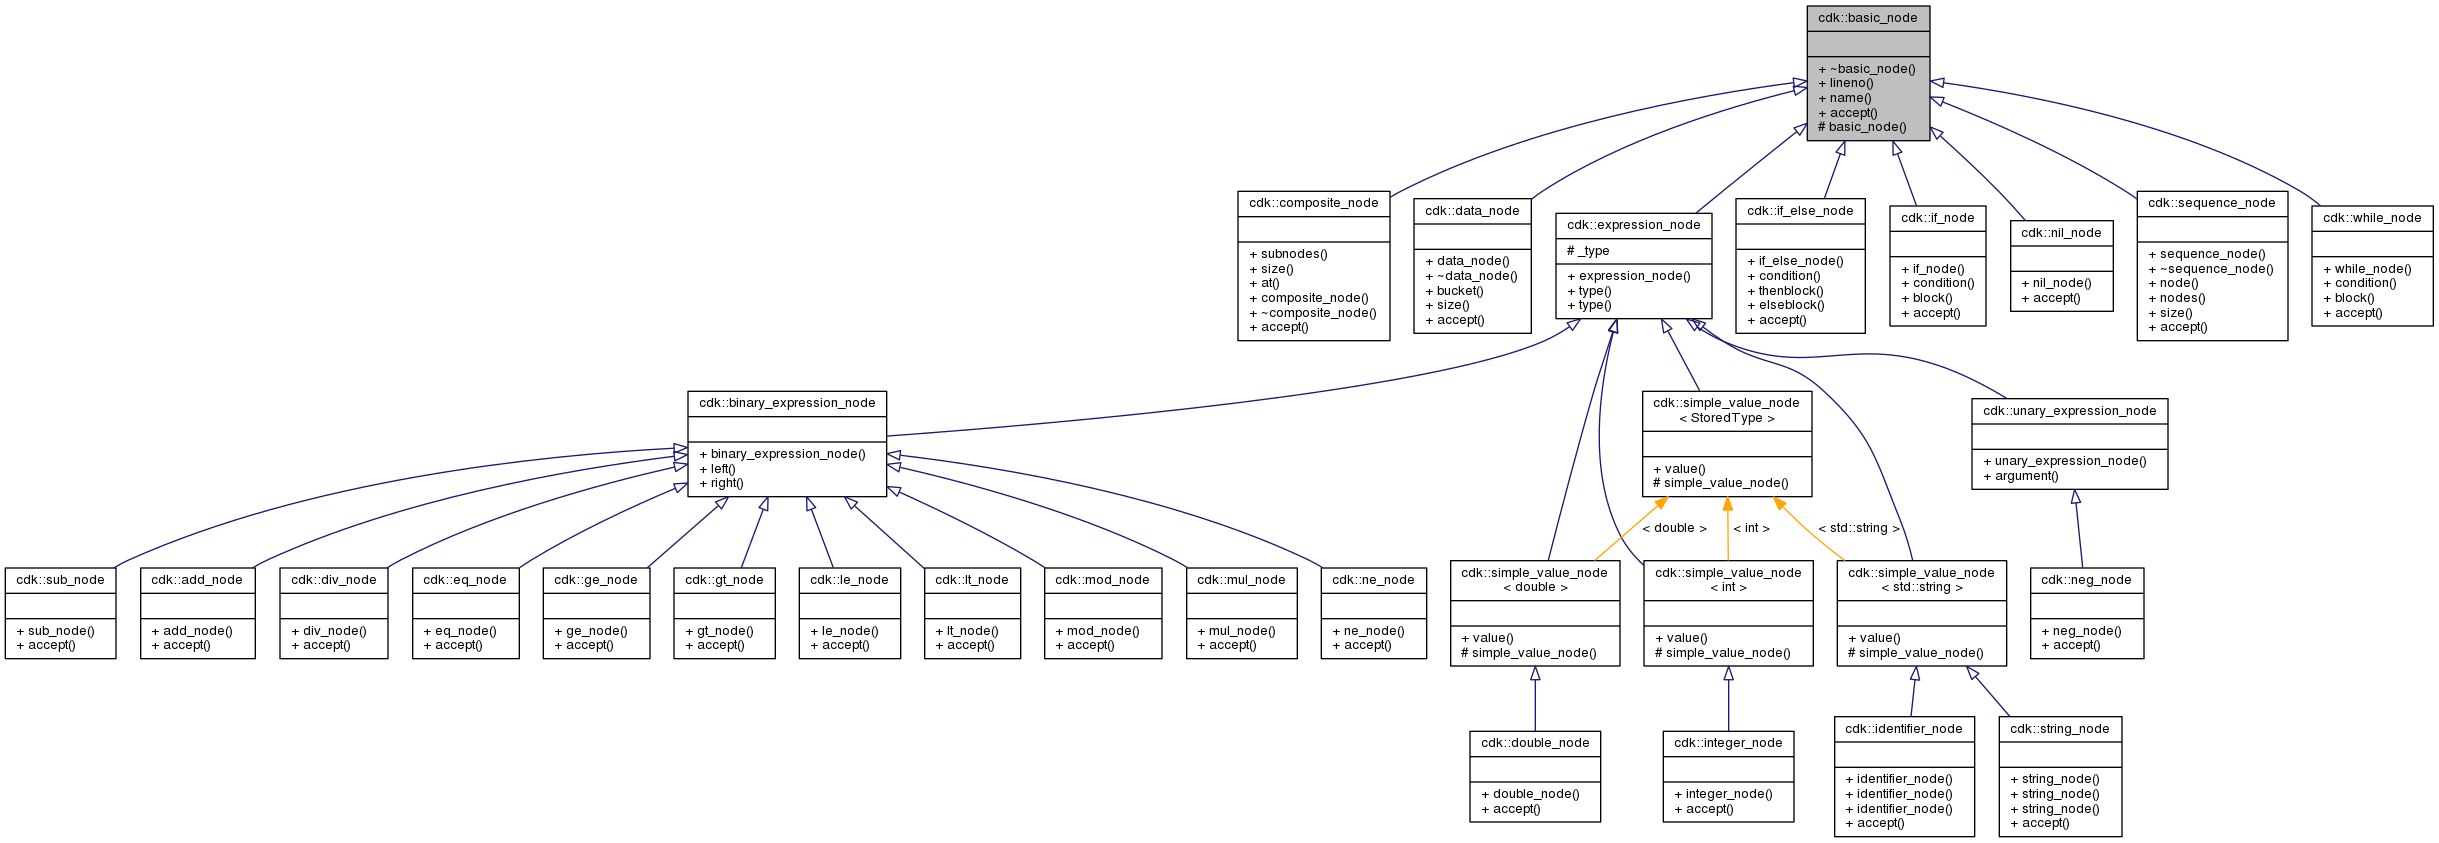 cdk::basic_node
+ ~basic_node()
+ lineno()
+ name()
+ accept()
# basic_node()
cdk::composite_node
+ subnodes()
+ size()
+ at()
+ composite_node()
+ ~composite_node()
+ accept()
cdk::data_node
+ data_node()
+ ~data_node()
+ bucket()
+ size()
+ accept()
cdk::expression_node
# _type
+ expression_node()
+ type()
+ type()
cdk::if_else_node
+ if_else_node()
+ condition()
+ thenblock()
+ elseblock()
+ accept()
cdk::if_node
+ if_node()
+ condition()
+ block()
+ accept()
cdk::nil_node
+ nil_node()
+ accept()
cdk::sequence_node
+ sequence_node()
+ ~sequence_node()
+ node()
+ nodes()
+ size()
+ accept()
cdk::while_node
+ while_node()
+ condition()
+ block()
+ accept()
cdk::binary_expression_node
+ binary_expression_node()
+ left()
+ right()
cdk::simple_value_node
< StoredType >
+ value()
# simple_value_node()
cdk::unary_expression_node
+ unary_expression_node()
+ argument()
< double >
< int >
< std::string >
cdk::sub_node
+ sub_node()
+ accept()
cdk::add_node
+ add_node()
+ accept()
cdk::div_node
+ div_node()
+ accept()
cdk::eq_node
+ eq_node()
+ accept()
cdk::ge_node
+ ge_node()
+ accept()
cdk::gt_node
+ gt_node()
+ accept()
cdk::le_node
+ le_node()
+ accept()
cdk::lt_node
+ lt_node()
+ accept()
cdk::mod_node
+ mod_node()
+ accept()
cdk::mul_node
+ mul_node()
+ accept()
cdk::ne_node
+ ne_node()
+ accept()
cdk::simple_value_node
< double >
+ value()
# simple_value_node()
cdk::simple_value_node
< int >
+ value()
# simple_value_node()
cdk::simple_value_node
< std::string >
+ value()
# simple_value_node()
cdk::neg_node
+ neg_node()
+ accept()
cdk::double_node
+ double_node()
+ accept()
cdk::integer_node
+ integer_node()
+ accept()
cdk::identifier_node
+ identifier_node()
+ identifier_node()
+ identifier_node()
+ accept()
cdk::string_node
+ string_node()
+ string_node()
+ string_node()
+ accept()